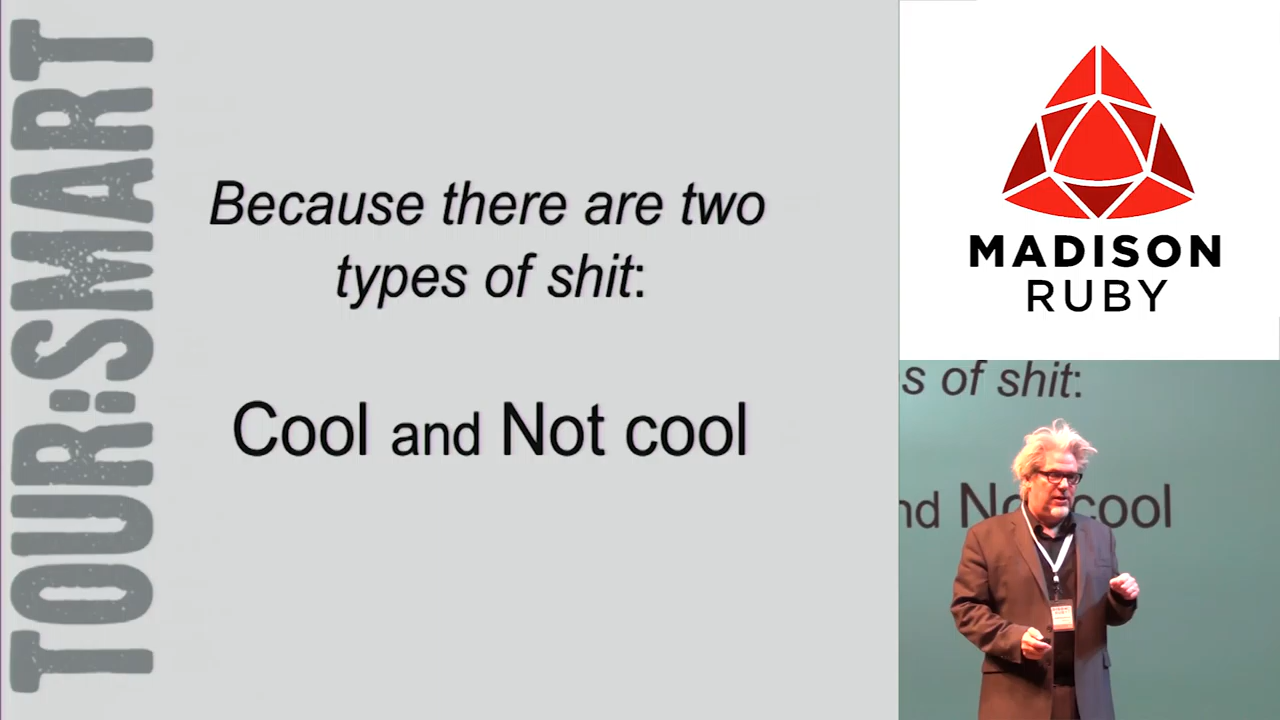 TOUR:SMART
Because there are two
types of shit:
Cool and Not cool
MADISON
RUBY
s of shit:
nd Not cool